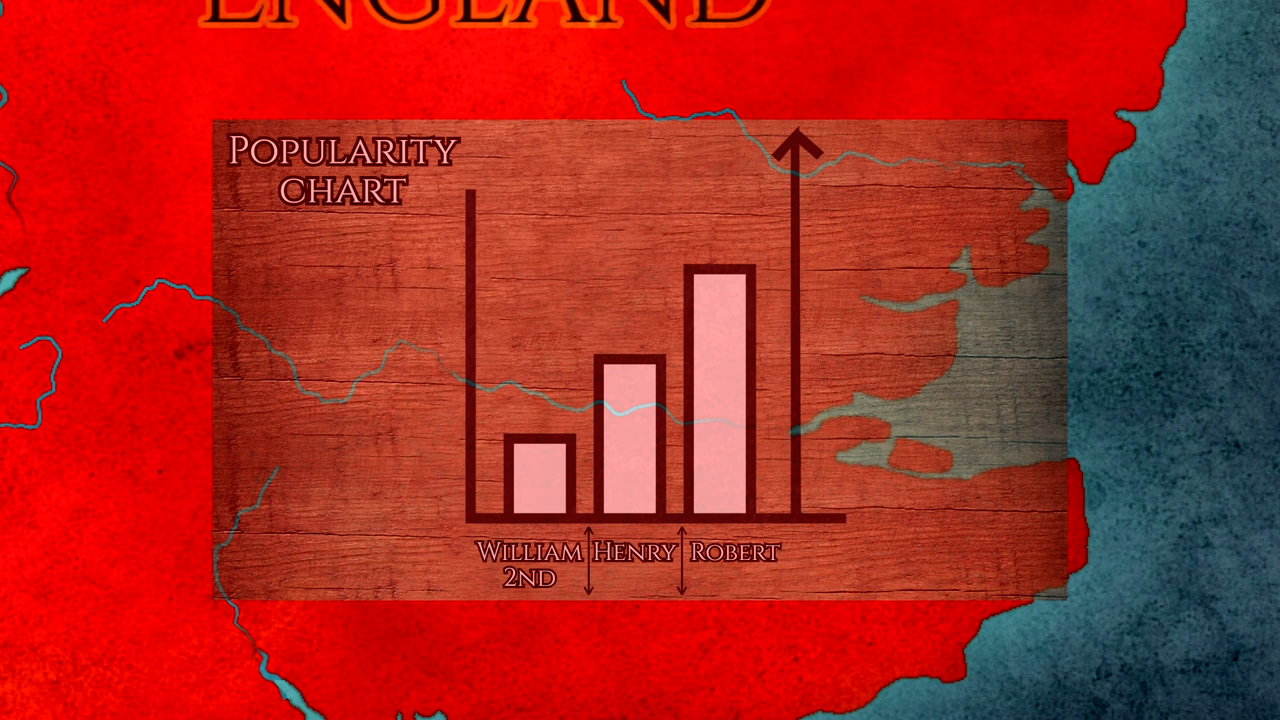 ENGLAND
POPULARITY
CHART
WILLIAM HENRY ROBERT
2ND